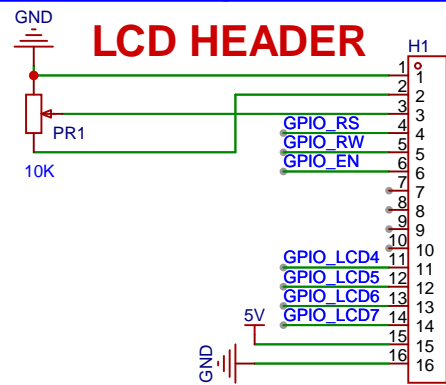 GND
LCD HEADER
H1
1
1
2
2
3
3
PR1
GPIO_RS
4
4
GPIO_RW
5
5
GPIO_EN
6
6
10K
7
7
8
8
9
9
10
10
GPIO_LCD4
11
11
GPIO_LCD5
12
12
GPIO_LCD6
13
13
5V
GPIO_LCD7
14
14
15
15
GND
16
16